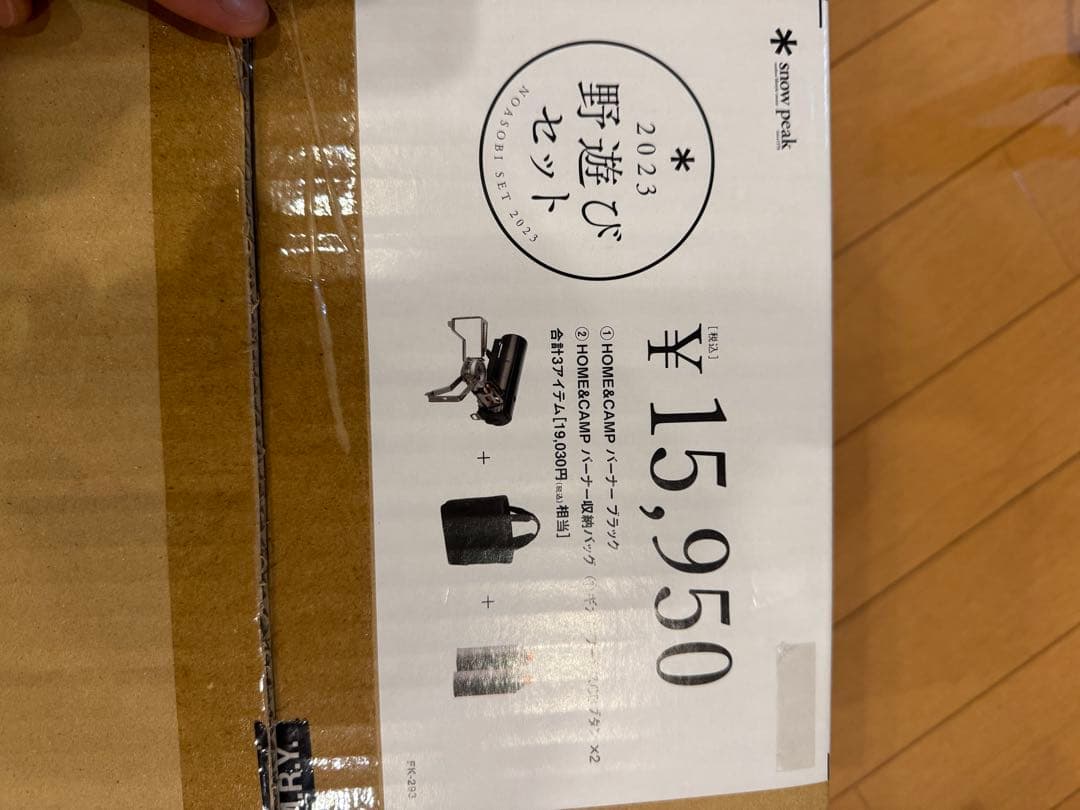 * snow peak
*
2023
野遊び
セット
NOASOBI SET 2023
[税込]
¥15,950
① HOME&CAMP バーナー ブラック
② HOME&CAMP バーナー収納バッグ
x2
合計3アイテム[19,030円(税込)相当]
+
+
FK-293
I.R.Y.